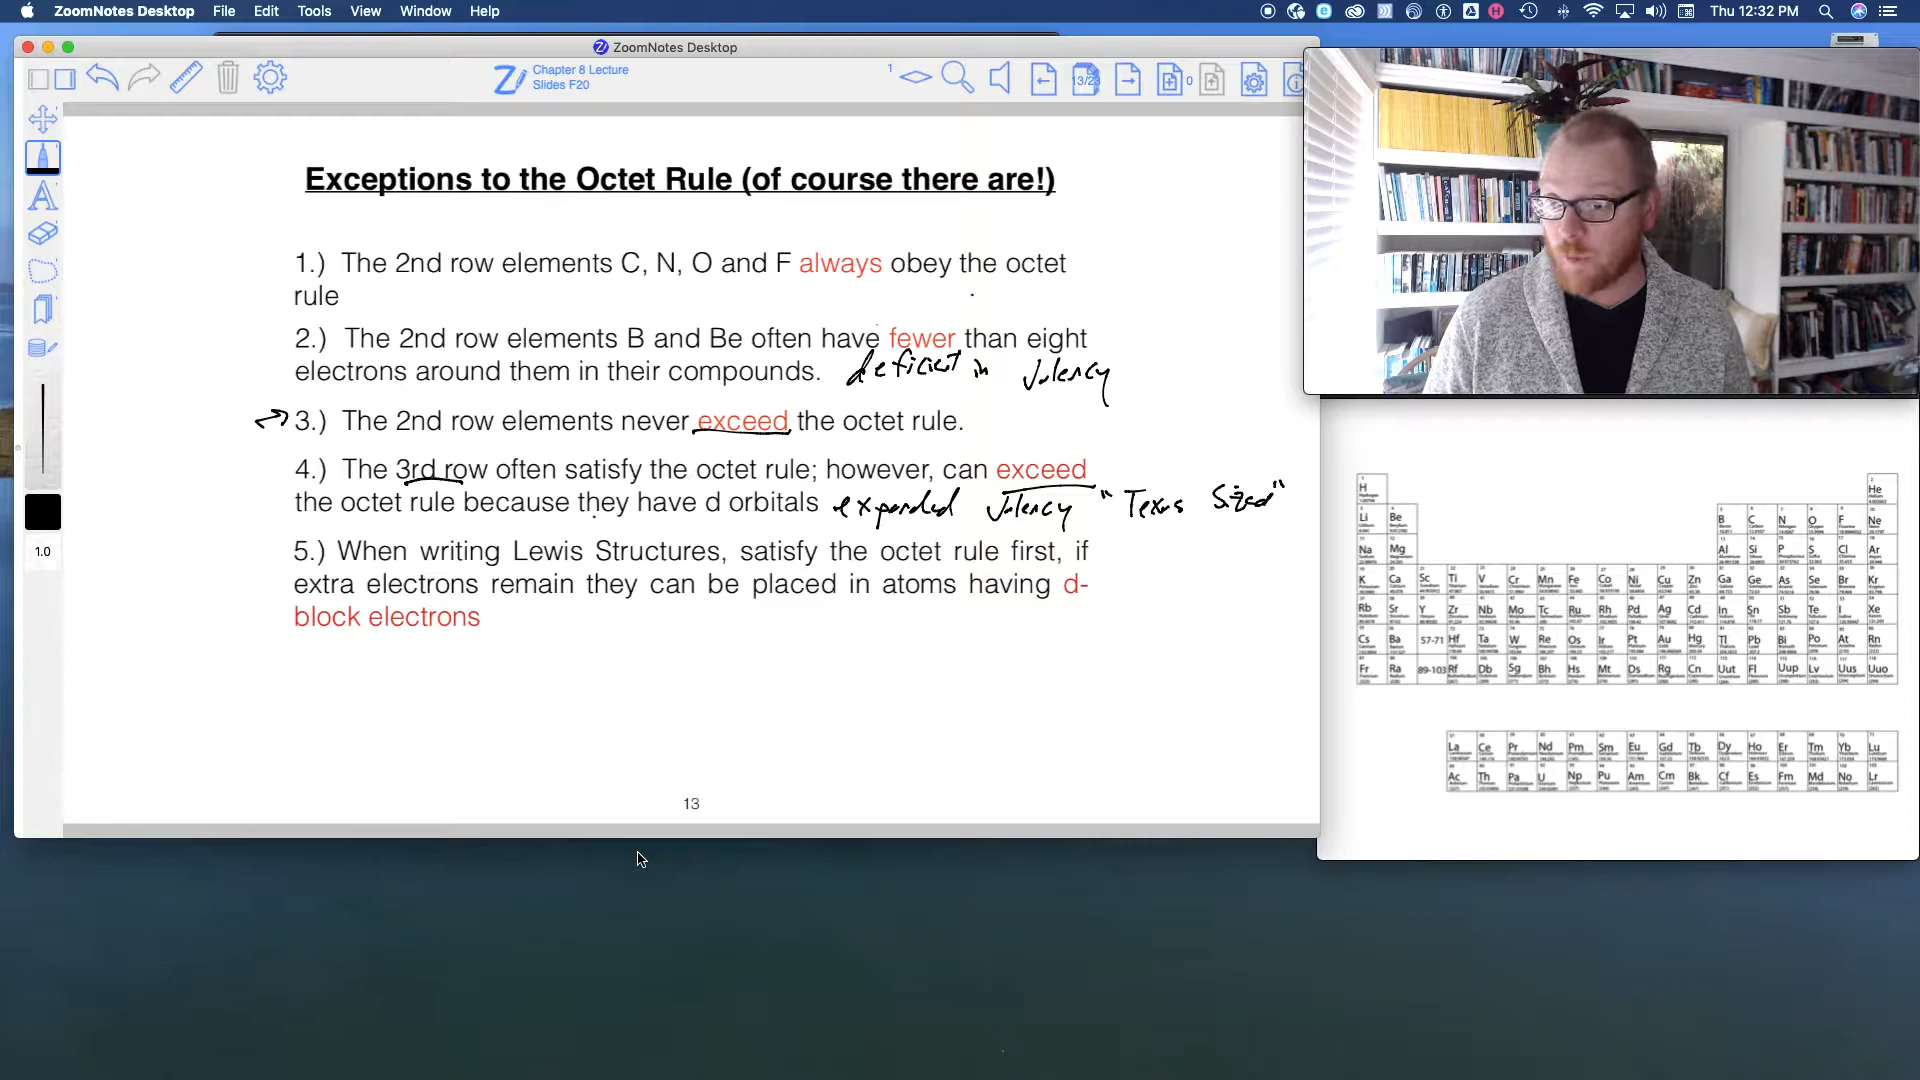 ZoomNotes Desktop File Edit Tools View Window Help
Thu 12:32 PM
ZoomNotes Desktop
Chapter 8 Lecture
Slides F20
1
13/23
0
1.0
Exceptions to the Octet Rule (of course there are!)
1.) The 2nd row elements C, N, O and F always obey the octet
rule
2.) The 2nd row elements B and Be often have fewer than eight
electrons around them in their compounds. deficient in valency
3.) The 2nd row elements never exceed the octet rule.
4.) The 3rd row often satisfy the octet rule; however, can exceed
the octet rule because they have d orbitals expanded valency "Texas Sized"
5.) When writing Lewis Structures, satisfy the octet rule first, if
extra electrons remain they can be placed in atoms having d-
block electrons
13
H He
Li Be B C N O F Ne
Na Mg Al Si P S Cl Ar
K Ca Sc Ti V Cr Mn Fe Co Ni Cu Zn Ga Ge As Se Br Kr
Rb Sr Y Zr Nb Mo Tc Ru Rh Pd Ag Cd In Sn Sb Te I Xe
Cs Ba 57-71 Hf Ta W Re Os Ir Pt Au Hg Tl Pb Bi Po At Rn
Fr Ra 89-103 Rf Db Sg Bh Hs Mt Ds Rg Cn Uut Fl Uup Lv Uus Uuo
La Ce Pr Nd Pm Sm Eu Gd Tb Dy Ho Er Tm Yb Lu
Ac Th Pa U Np Pu Am Cm Bk Cf Es Fm Md No Lr